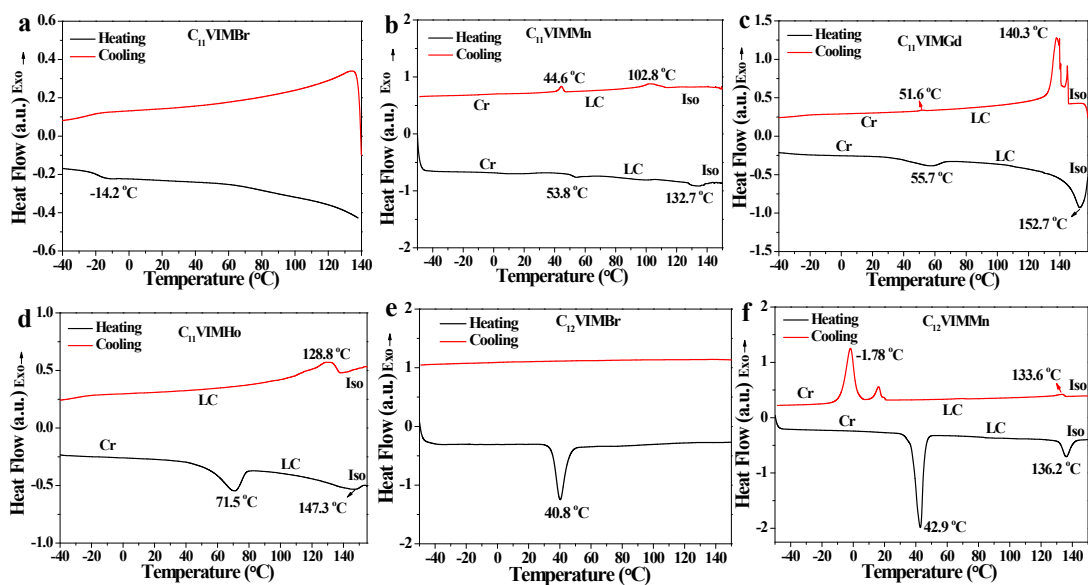 a
C₁₁VIMBr
Heating
Cooling
-14.2 °C
Heat Flow (a.u.) Exo →
0.6
0.4
0.2
0.0
-0.2
-0.4
-0.6
-40 -20 0 20 40 60 80 100 120 140
Temperature (°C)
b
C₁₁VIMMn
Heating
Cooling
44.6 °C
102.8 °C
Cr
LC
Iso
Cr
LC
Iso
53.8 °C
132.7 °C
Heat Flow (a.u.) Exo →
2
1
0
-1
-2
-40 -20 0 20 40 60 80 100 120 140
Temperature (°C)
c
C₁₁VIMGd
Heating
Cooling
140.3 °C
51.6 °C
Cr
LC
Iso
Cr
LC
Iso
55.7 °C
152.7 °C
Heat Flow (a.u.) Exo→
1.5
1.0
0.5
0.0
-0.5
-1.0
-1.5
-40 -20 0 20 40 60 80 100 120 140
Temperature (°C)
d
C₁₁VIMHo
Heating
Cooling
128.8 °C
LC
Iso
Cr
LC
Iso
71.5 °C
147.3 °C
Heat Flow (a.u.) Exo→
1.0
0.5
0.0
-0.5
-1.0
-40 -20 0 20 40 60 80 100 120 140
Temperature (°C)
e
C₁₂VIMBr
Heating
Cooling
40.8 °C
Heat Flow (a.u.) Exo→
2
1
0
-1
-2
-40 -20 0 20 40 60 80 100 120 140
Temperature (°C)
f
C₁₂VIMMn
Heating
Cooling
-1.78 °C
133.6 °C
Cr
LC
Iso
Cr
LC
Iso
136.2 °C
42.9 °C
Heat Flow (a.u.) Exo→
2
1
0
-1
-2
-40 -20 0 20 40 60 80 100 120 140
Temperature (°C)